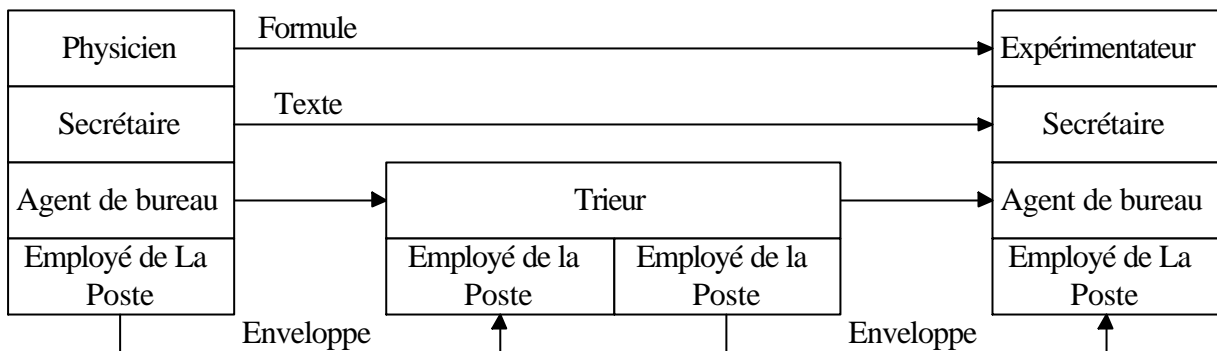 Physicien
Formule
Expérimentateur
Secrétaire
Texte
Secrétaire
Agent de bureau
Trieur
Agent de bureau
Employé de La
Poste
Employé de la
Poste
Employé de la
Poste
Employé de La
Poste
Enveloppe
Enveloppe